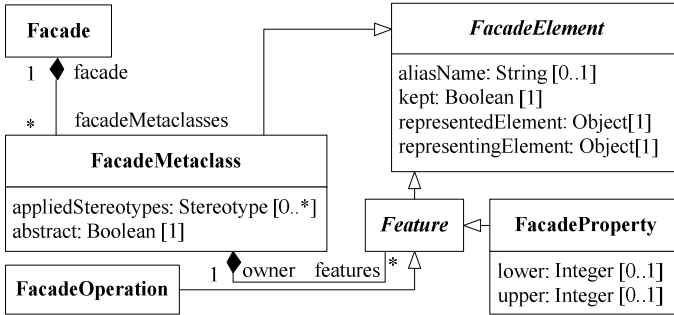 Facade
1 facade
* facadeMetaclasses
FacadeMetaclass
appliedStereotypes: Stereotype [0..*]
abstract: Boolean [1]
FacadeElement
aliasName: String [0..1]
kept: Boolean [1]
representedElement: Object[1]
representingElement: Object[1]
Feature
FacadeProperty
lower: Integer [0..1]
upper: Integer [0..1]
1 owner features *
FacadeOperation